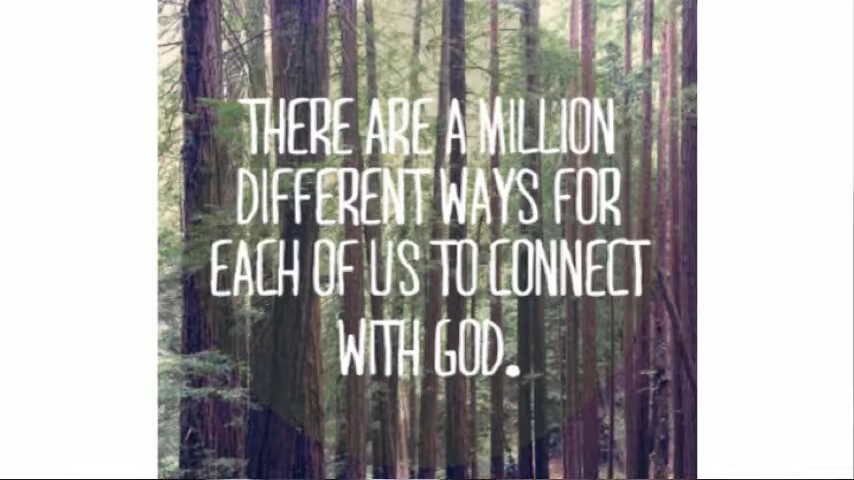 THERE ARE A MILLION
DIFFERENT WAYS FOR
EACH OF US TO CONNECT
WITH GOD.